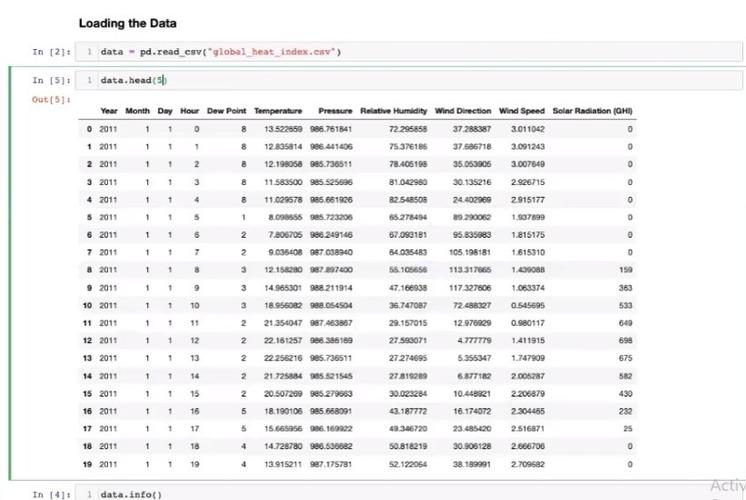 Loading the Data
In [2]: 1 data = pd.read_csv("global_heat_index.csv")
In [5]: 1 data.head(5)
Out[5]:
Year Month Day Hour Dew Point Temperature Pressure Relative Humidity Wind Direction Wind Speed Solar Radiation (GHI)
0 2011 1 1 0 8 13.522659 986.761841 72.295858 37.288387 3.011042 0
1 2011 1 1 1 8 12.835814 986.441406 75.376186 37.686718 3.091243 0
2 2011 1 1 2 8 12.198058 985.736511 78.405198 35.053905 3.007649 0
3 2011 1 1 3 8 11.583500 985.525696 81.042980 30.135216 2.926715 0
4 2011 1 1 4 8 11.029578 985.661926 82.548508 24.402969 2.915177 0
5 2011 1 1 5 1 8.098655 985.723206 65.278494 89.290062 1.937899 0
6 2011 1 1 6 2 7.806705 986.249146 67.093181 95.835983 1.815175 0
7 2011 1 1 7 2 9.036408 987.038940 64.035483 105.198181 1.615310 0
8 2011 1 1 8 3 12.158280 987.897400 55.105656 113.317665 1.439088 159
9 2011 1 1 9 3 14.965301 988.211914 47.166938 117.327606 1.063374 363
10 2011 1 1 10 3 18.956082 988.054504 36.747087 72.488327 0.545695 533
11 2011 1 1 11 2 21.354047 987.463867 29.157015 12.976929 0.980117 649
12 2011 1 1 12 2 22.161257 986.386169 27.593071 4.777779 1.411915 698
13 2011 1 1 13 2 22.256216 985.736511 27.274695 5.355347 1.747909 675
14 2011 1 1 14 2 21.725884 985.521545 27.819289 6.877182 2.005287 582
15 2011 1 1 15 2 20.507269 985.279663 30.023284 10.448921 2.206879 430
16 2011 1 1 16 5 18.190106 985.668091 43.187772 16.174072 2.304465 232
17 2011 1 1 17 5 15.665956 986.169922 49.346720 23.485420 2.516871 25
18 2011 1 1 18 4 14.728780 986.536682 50.818219 30.906128 2.666706 0
19 2011 1 1 19 4 13.915211 987.175781 52.122064 38.189991 2.709682 0
In [4]: 1 data.info()
Activ